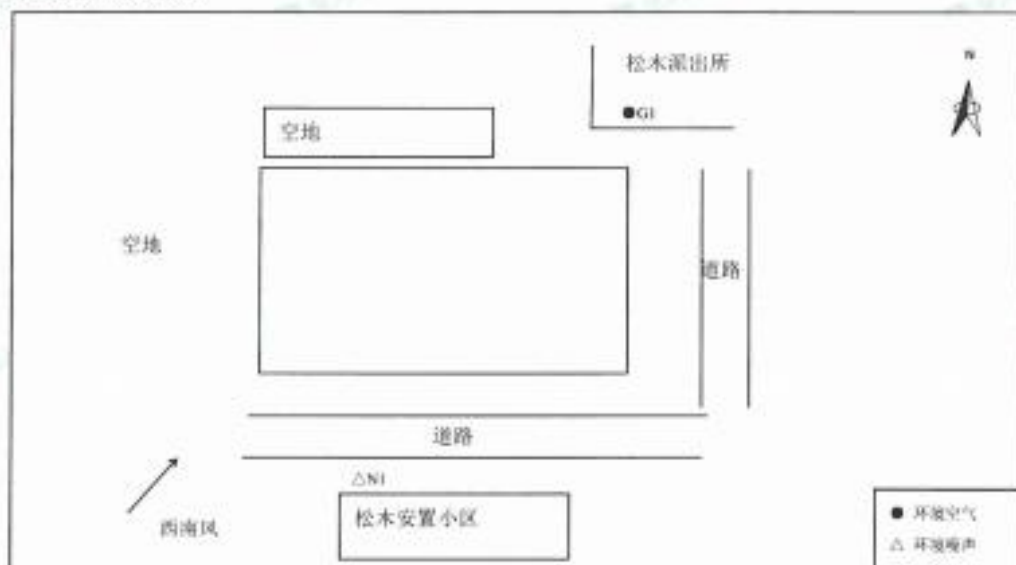 松木派出所
N
●G1
空地
空地
道路
道路
△N1
松木安置小区
西南风
● 环境空气
△ 环境噪声